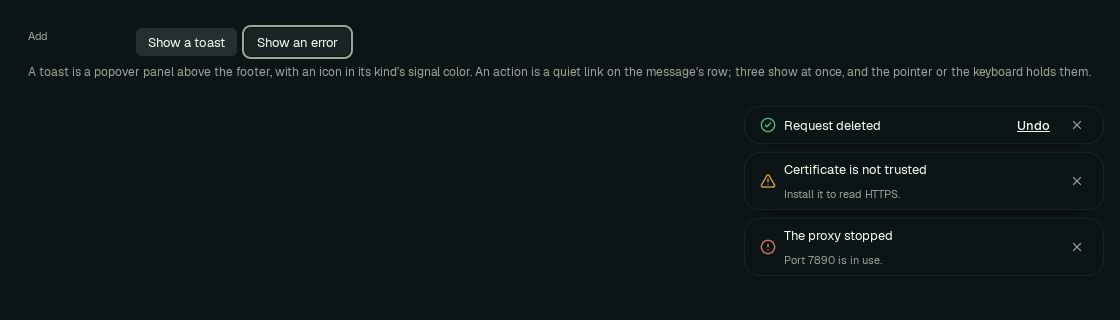 Add
Show a toast
Show an error
A toast is a popover panel above the footer, with an icon in its kind's signal color. An action is a quiet link on the message's row; three show at once, and the pointer or the keyboard holds them.
Request deleted
Undo
Certificate is not trusted
Install it to read HTTPS.
The proxy stopped
Port 7890 is in use.